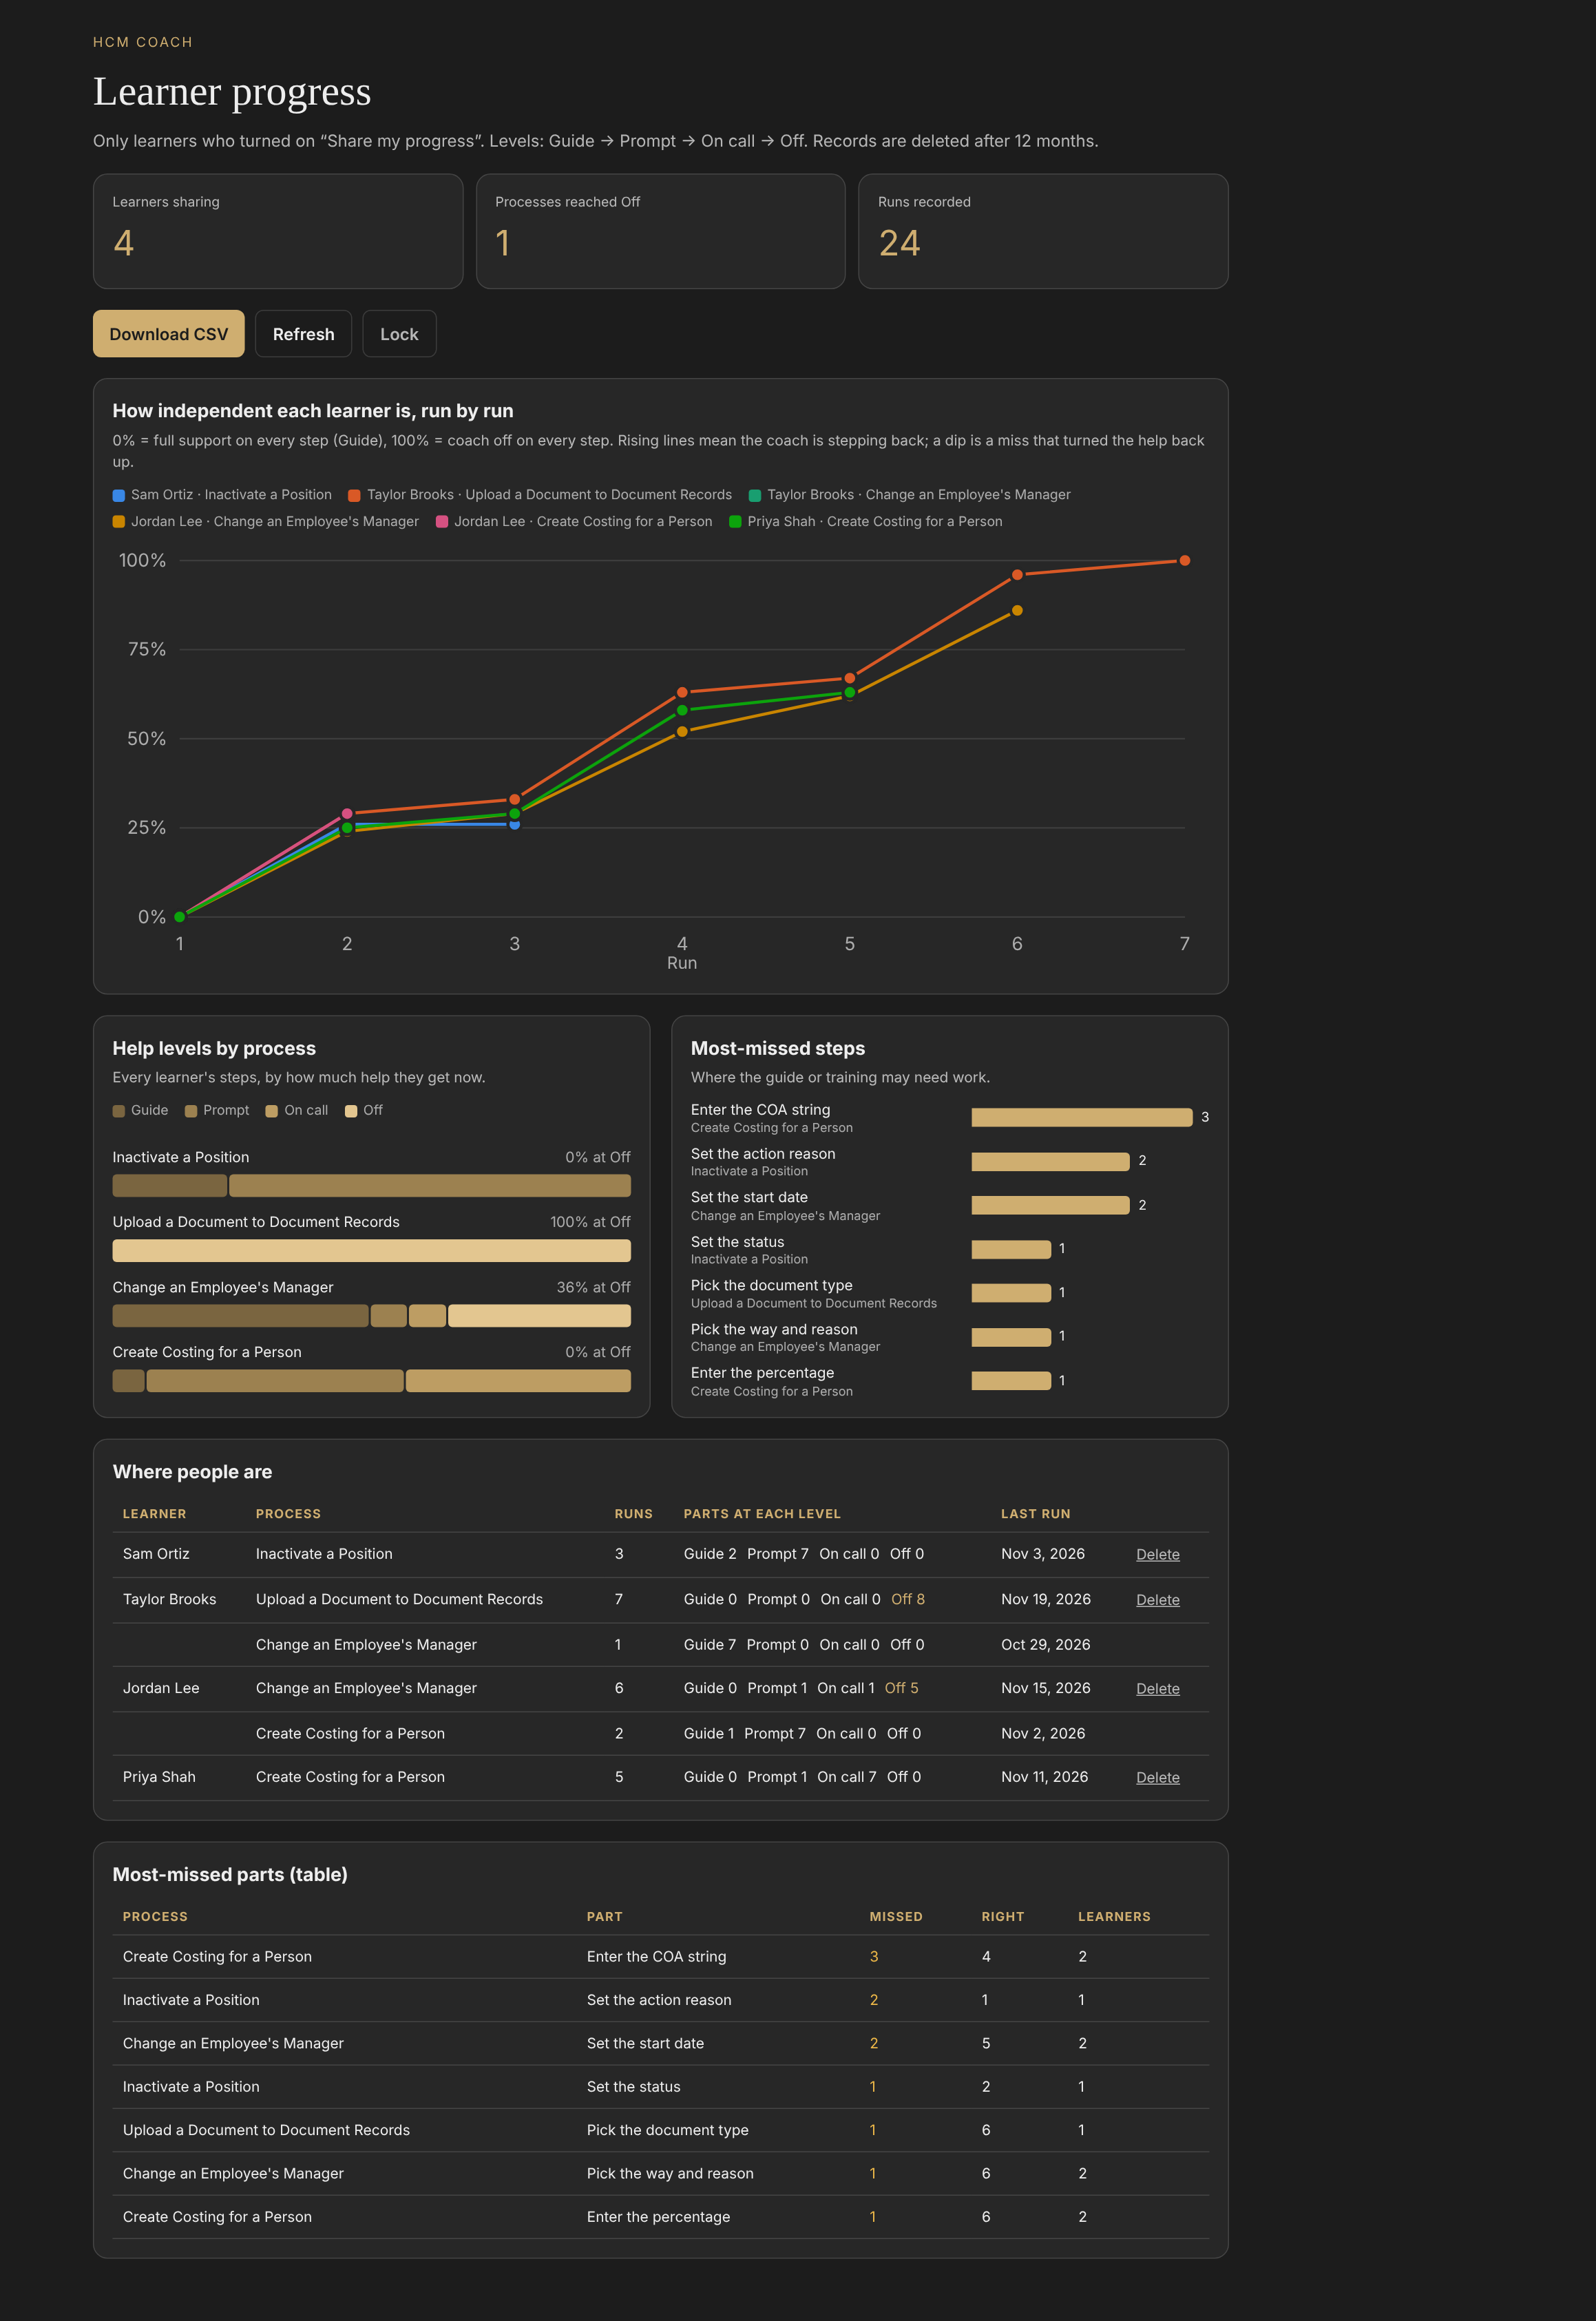 HCM COACH
Learner progress
Only learners who turned on “Share my progress”. Levels: Guide → Prompt → On call → Off. Records are deleted after 12 months.
Learners sharing
4
Processes reached Off
1
Runs recorded
24
Download CSV
Refresh
Lock
How independent each learner is, run by run
0% = full support on every step (Guide), 100% = coach off on every step. Rising lines mean the coach is stepping back; a dip is a miss that turned the help back
up.
Sam Ortiz · Inactivate a Position
Taylor Brooks · Upload a Document to Document Records
Taylor Brooks · Change an Employee's Manager
Jordan Lee · Change an Employee's Manager
Jordan Lee · Create Costing for a Person
Priya Shah · Create Costing for a Person
100%
75%
50%
25%
0%
1 2 3 4 5 6 7
Run
Help levels by process
Every learner's steps, by how much help they get now.
Guide Prompt On call Off
Inactivate a Position 0% at Off
Upload a Document to Document Records 100% at Off
Change an Employee's Manager 36% at Off
Create Costing for a Person 0% at Off
Most-missed steps
Where the guide or training may need work.
Enter the COA string 3
Create Costing for a Person
Set the action reason 2
Inactivate a Position
Set the start date 2
Change an Employee's Manager
Set the status 1
Inactivate a Position
Pick the document type 1
Upload a Document to Document Records
Pick the way and reason 1
Change an Employee's Manager
Enter the percentage 1
Create Costing for a Person
Where people are
LEARNER PROCESS RUNS PARTS AT EACH LEVEL LAST RUN
Sam Ortiz Inactivate a Position 3 Guide 2 Prompt 7 On call 0 Off 0 Nov 3, 2026 Delete
Taylor Brooks Upload a Document to Document Records 7 Guide 0 Prompt 0 On call 0 Off 8 Nov 19, 2026 Delete
Change an Employee's Manager 1 Guide 7 Prompt 0 On call 0 Off 0 Oct 29, 2026
Jordan Lee Change an Employee's Manager 6 Guide 0 Prompt 1 On call 1 Off 5 Nov 15, 2026 Delete
Create Costing for a Person 2 Guide 1 Prompt 7 On call 0 Off 0 Nov 2, 2026
Priya Shah Create Costing for a Person 5 Guide 0 Prompt 1 On call 7 Off 0 Nov 11, 2026 Delete
Most-missed parts (table)
PROCESS PART MISSED RIGHT LEARNERS
Create Costing for a Person Enter the COA string 3 4 2
Inactivate a Position Set the action reason 2 1 1
Change an Employee's Manager Set the start date 2 5 2
Inactivate a Position Set the status 1 2 1
Upload a Document to Document Records Pick the document type 1 6 1
Change an Employee's Manager Pick the way and reason 1 6 2
Create Costing for a Person Enter the percentage 1 6 2